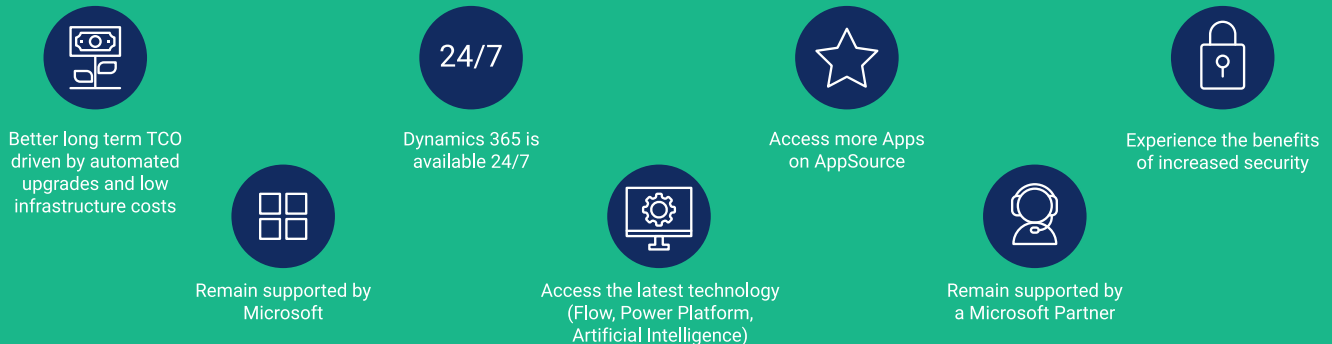 Better long term TCO
driven by automated
upgrades and low
infrastructure costs
Remain supported by
Microsoft
24/7
Dynamics 365 is
available 24/7
Access the latest technology
(Flow, Power Platform,
Artificial Intelligence)
Access more Apps
on AppSource
Remain supported by
a Microsoft Partner
Experience the benefits
of increased security